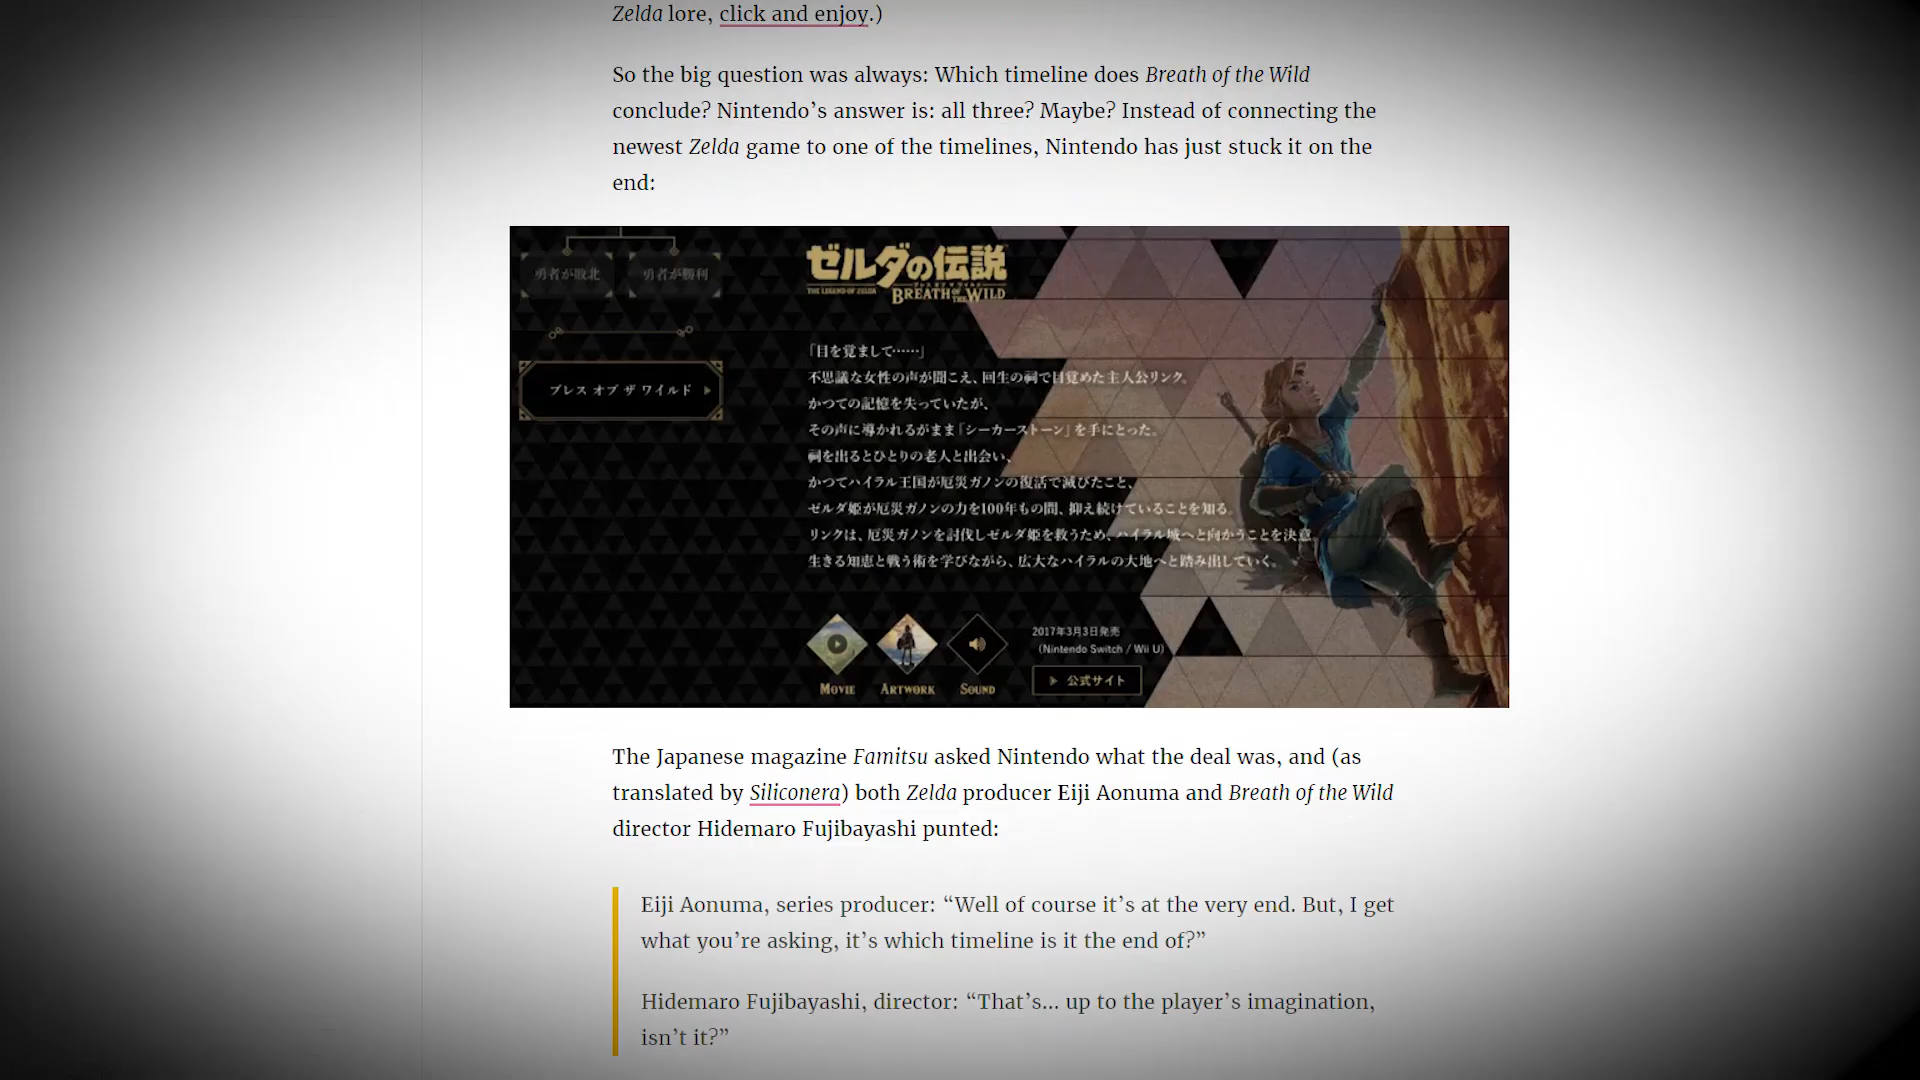 Zelda lore, click and enjoy.)
So the big question was always: Which timeline does Breath of the Wild
conclude? Nintendo’s answer is: all three? Maybe? Instead of connecting the
newest Zelda game to one of the timelines, Nintendo has just stuck it on the
end:
勇者が敗北 勇者が勝利
ブレス オブ ザ ワイルド
ゼルダの伝説
ブレス オブ ザ ワイルド
THE LEGEND OF ZELDA BREATH OF THE WILD
「目を覚まして……」
不思議な女性の声が聞こえ、回生の祠で目覚めた主人公リンク。
かつての記憶を失っていたが、
その声に導かれるがまま「シーカーストーン」を手にとった。
祠を出るとひとりの老人と出会い、
かつてハイラル王国が厄災ガノンの復活で滅びたこと、
ゼルダ姫が厄災ガノンの力を100年もの間、抑え続けていることを知る。
リンクは、厄災ガノンを討伐しゼルダ姫を救うため、ハイラル城へと向かうことを決意。
生きる知恵と戦う術を学びながら、広大なハイラルの大地へと踏み出していく。
2017年3月3日発売
（Nintendo Switch / Wii U）
公式サイト
MOVIE ARTWORK SOUND
The Japanese magazine Famitsu asked Nintendo what the deal was, and (as
translated by Siliconera) both Zelda producer Eiji Aonuma and Breath of the Wild
director Hidemaro Fujibayashi punted:
Eiji Aonuma, series producer: “Well of course it’s at the very end. But, I get
what you’re asking, it’s which timeline is it the end of?”
Hidemaro Fujibayashi, director: “That’s… up to the player’s imagination,
isn’t it?”